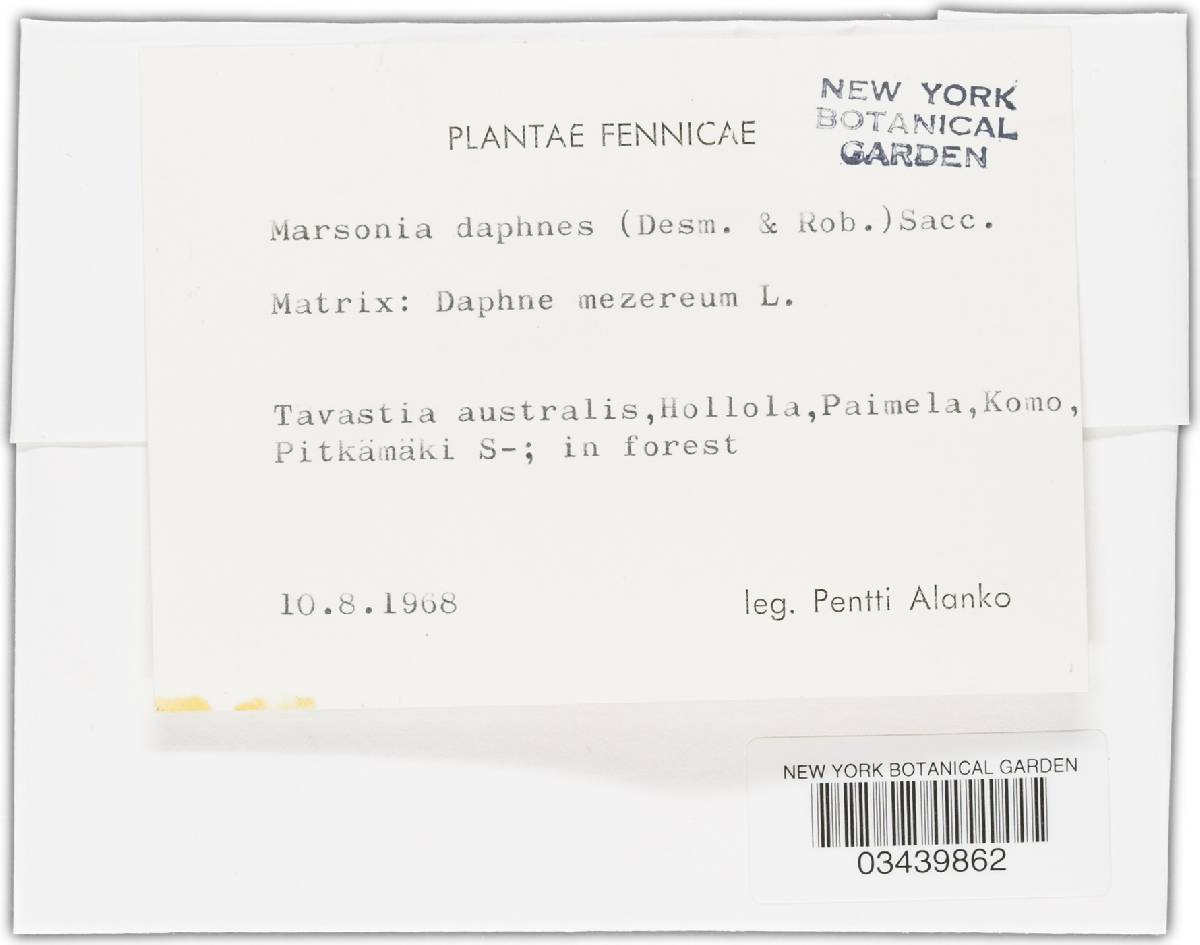 NEW YORK
BOTANICAL
GARDEN
PLANTAE FENNICAE
Marsonia daphnes (Desm. & Rob.)Sacc.
Matrix: Daphne mezereum L.
Tavastia australis,Hollola,Paimela,Komo,
Pitkämäki S-; in forest
10.8.1968
leg. Pentti Alanko
NEW YORK BOTANICAL GARDEN
03439862